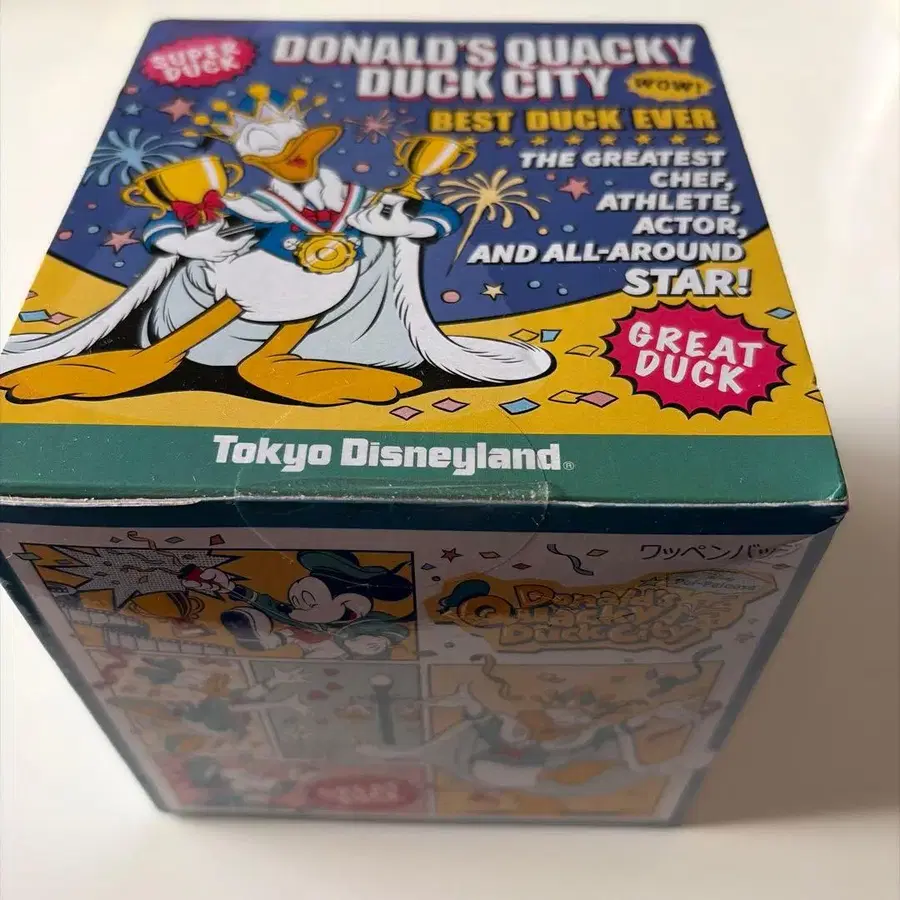 SUPER
DUCK
DONALD'S QUACKY
DUCK CITY
WOW!
BEST DUCK EVER
THE GREATEST
CHEF,
ATHLETE,
ACTOR,
AND ALL-AROUND
STAR!
GREAT
DUCK
Tokyo Disneyland®
ワッペンバッ
Donald's
Quacky
Duck City